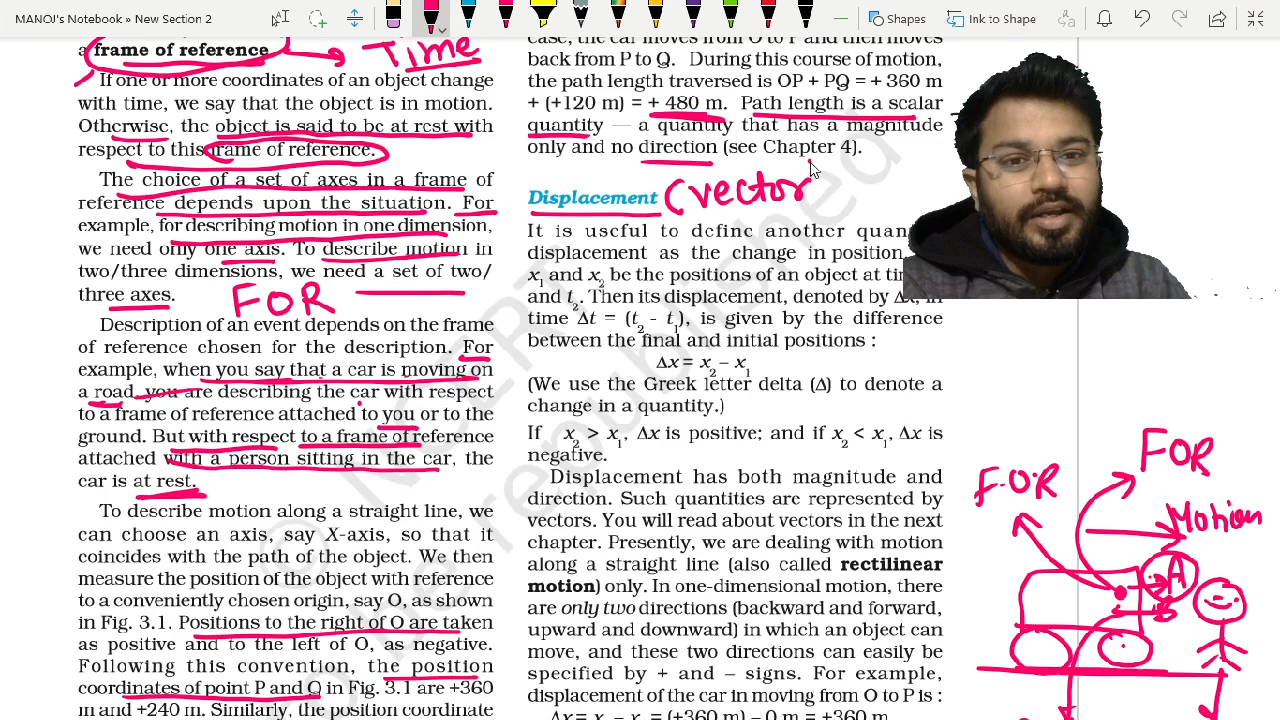 MANOJ's Notebook » New Section 2
Shapes
Ink to Shape
a frame of reference
Time
If one or more coordinates of an object change
with time, we say that the object is in motion.
Otherwise, the object is said to be at rest with
respect to this frame of reference.
The choice of a set of axes in a frame of
reference depends upon the situation. For
example, for describing motion in one dimension,
we need only one axis. To describe motion in
two/three dimensions, we need a set of two/
three axes.
FOR
Description of an event depends on the frame
of reference chosen for the description. For
example, when you say that a car is moving on
a road, you are describing the car with respect
to a frame of reference attached to you or to the
ground. But with respect to a frame of reference
attached with a person sitting in the car, the
car is at rest.
To describe motion along a straight line, we
can choose an axis, say X-axis, so that it
coincides with the path of the object. We then
measure the position of the object with reference
to a conveniently chosen origin, say O, as shown
in Fig. 3.1. Positions to the right of O are taken
as positive and to the left of O, as negative.
Following this convention, the position
coordinates of point P and Q in Fig. 3.1 are +360
m and +240 m. Similarly, the position coordinate
case, the car moves from O to P and then moves
back from P to Q. During this course of motion,
the path length traversed is OP + PQ = + 360 m
+ (+120 m) = + 480 m. Path length is a scalar
quantity — a quantity that has a magnitude
only and no direction (see Chapter 4).
Displacement (vector
It is useful to define another
displacement as the change in position
x1 and x2 be the positions of an object at
and t2. Then its displacement, denoted by Δx, in
time Δt = (t2 - t1), is given by the difference
between the final and initial positions :
Δx = x2 – x1
(We use the Greek letter delta (Δ) to denote a
change in a quantity.)
If x2 > x1, Δx is positive; and if x2 < x1, Δx is
negative.
Displacement has both magnitude and
direction. Such quantities are represented by
vectors. You will read about vectors in the next
chapter. Presently, we are dealing with motion
along a straight line (also called rectilinear
motion) only. In one-dimensional motion, there
are only two directions (backward and forward,
upward and downward) in which an object can
move, and these two directions can easily be
specified by + and – signs. For example,
displacement of the car in moving from O to P is :
Δx = x2 – x1 = (+360 m) – 0 m = +360 m
FOR
F.O.R
Motion
A
© NCERT
be republished